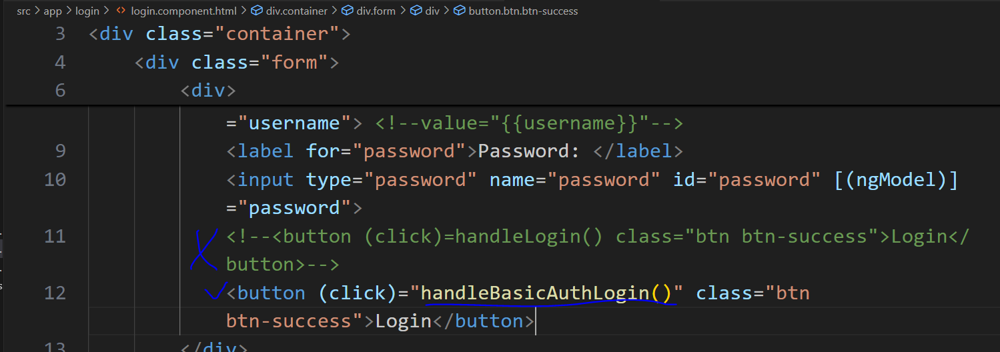 src > app > login > <> login.component.html > div.container > div.form > div > button.btn.btn-success
3 <div class="container">
4 <div class="form">
6 <div>
="username"> <!--value="{{username}}"-->
9 <label for="password">Password: </label>
10 <input type="password" name="password" id="password" [(ngModel)]
="password">
11 <!--<button (click)=handleLogin() class="btn btn-success">Login</
button>-->
12 <button (click)="handleBasicAuthLogin()" class="btn
btn-success">Login</button>
13 </div>